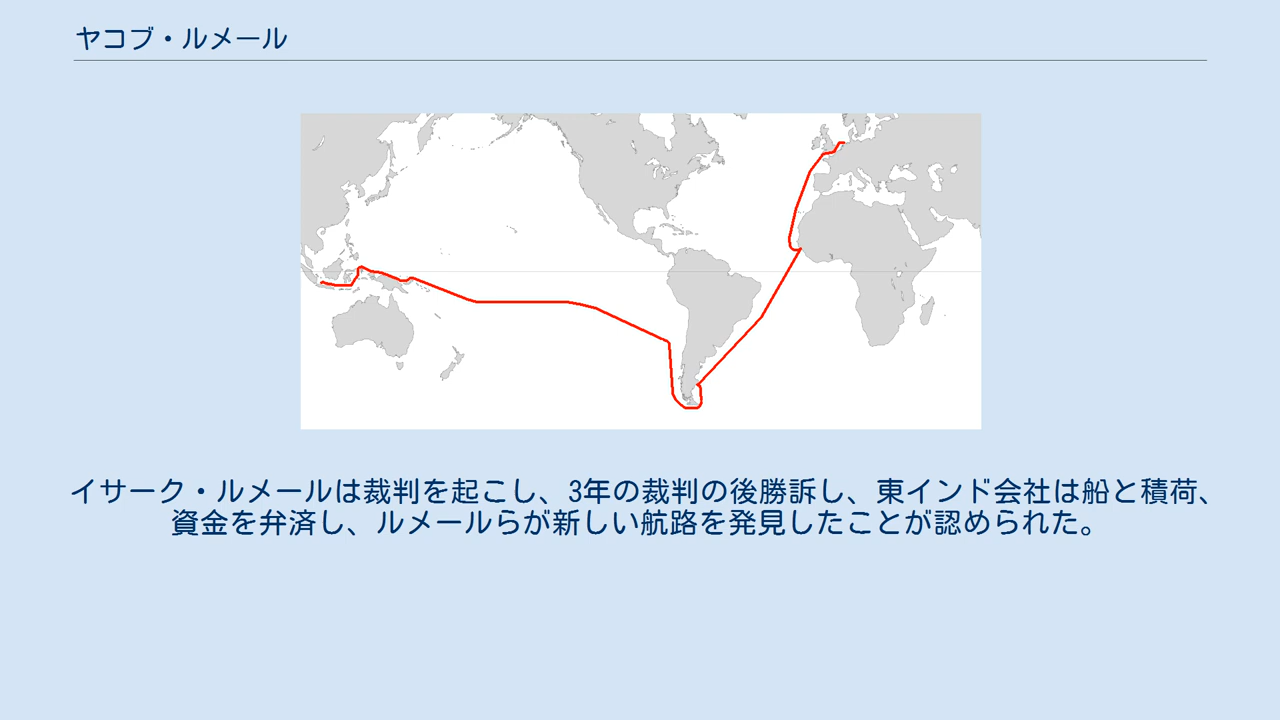 ヤコブ・ルメール
イサーク・ルメールは裁判を起こし、3年の裁判の後勝訴し、東インド会社は船と積荷、
資金を弁済し、ルメールらが新しい航路を発見したことが認められた。